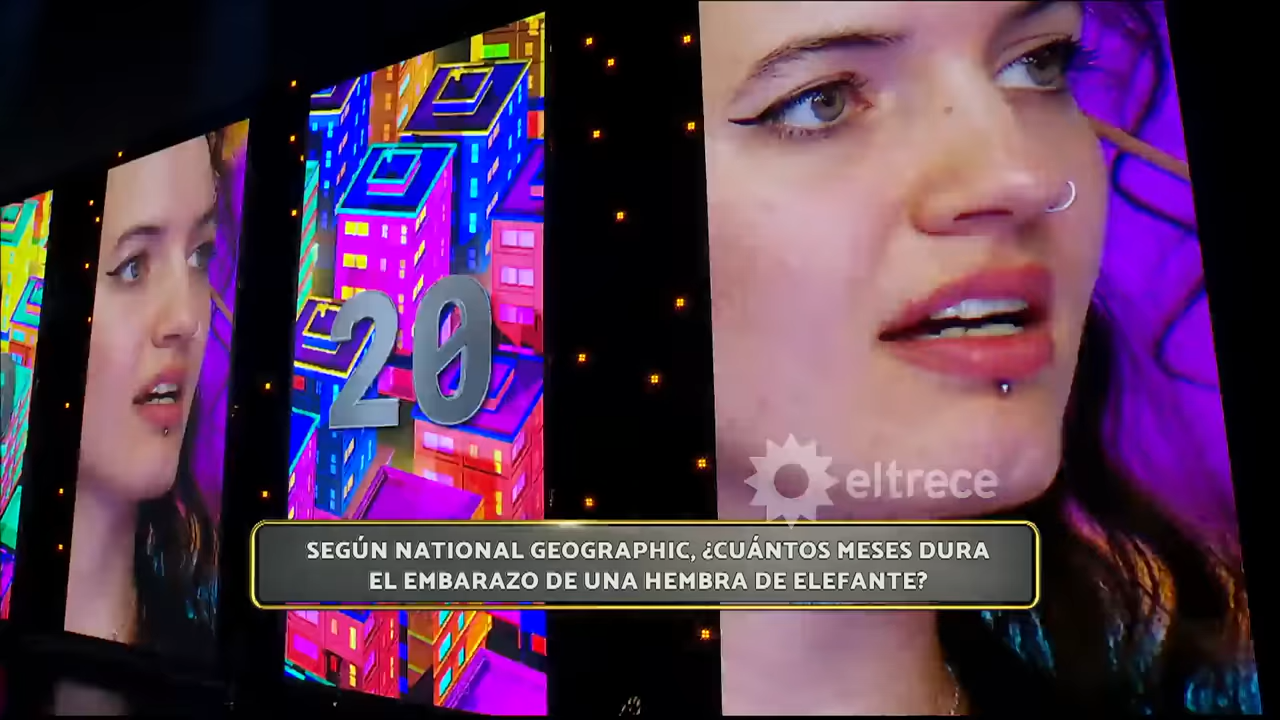 20
eltrece
SEGÚN NATIONAL GEOGRAPHIC, ¿CUÁNTOS MESES DURA
EL EMBARAZO DE UNA HEMBRA DE ELEFANTE?